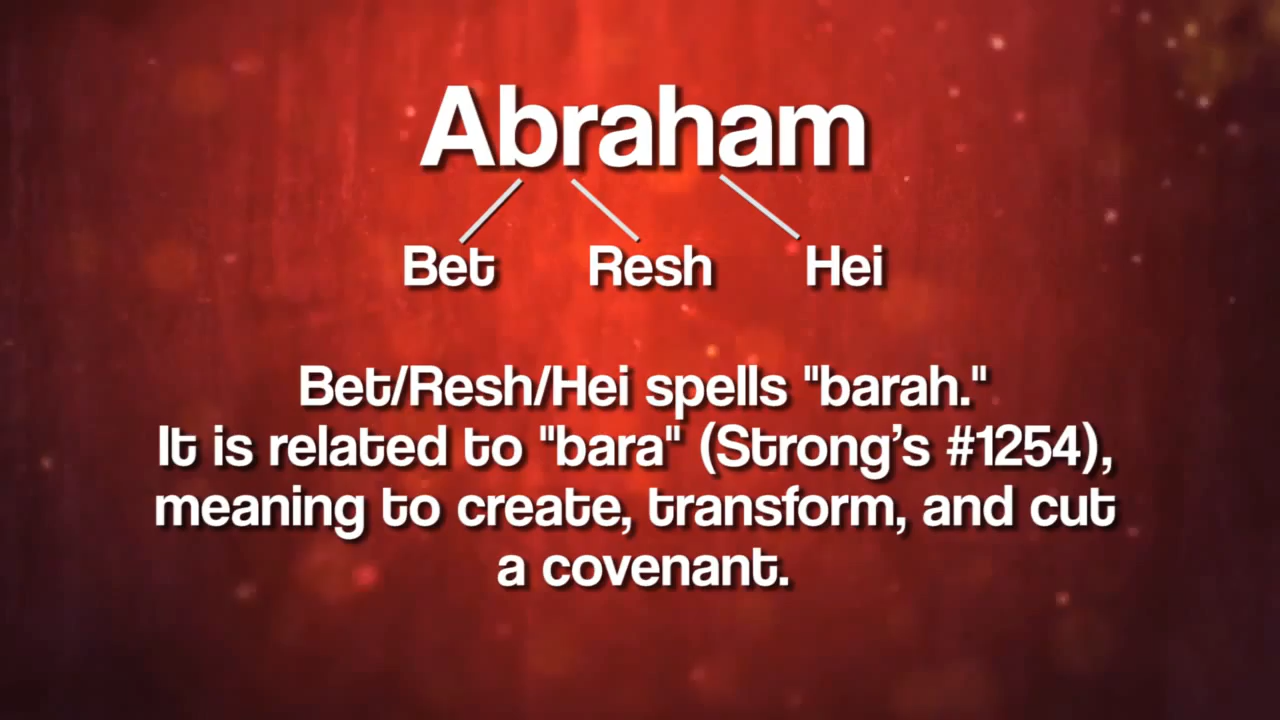 Abraham
Bet Resh Hei
Bet/Resh/Hei spells "barah."
It is related to "bara" (Strong's #1254),
meaning to create, transform, and cut
a covenant.